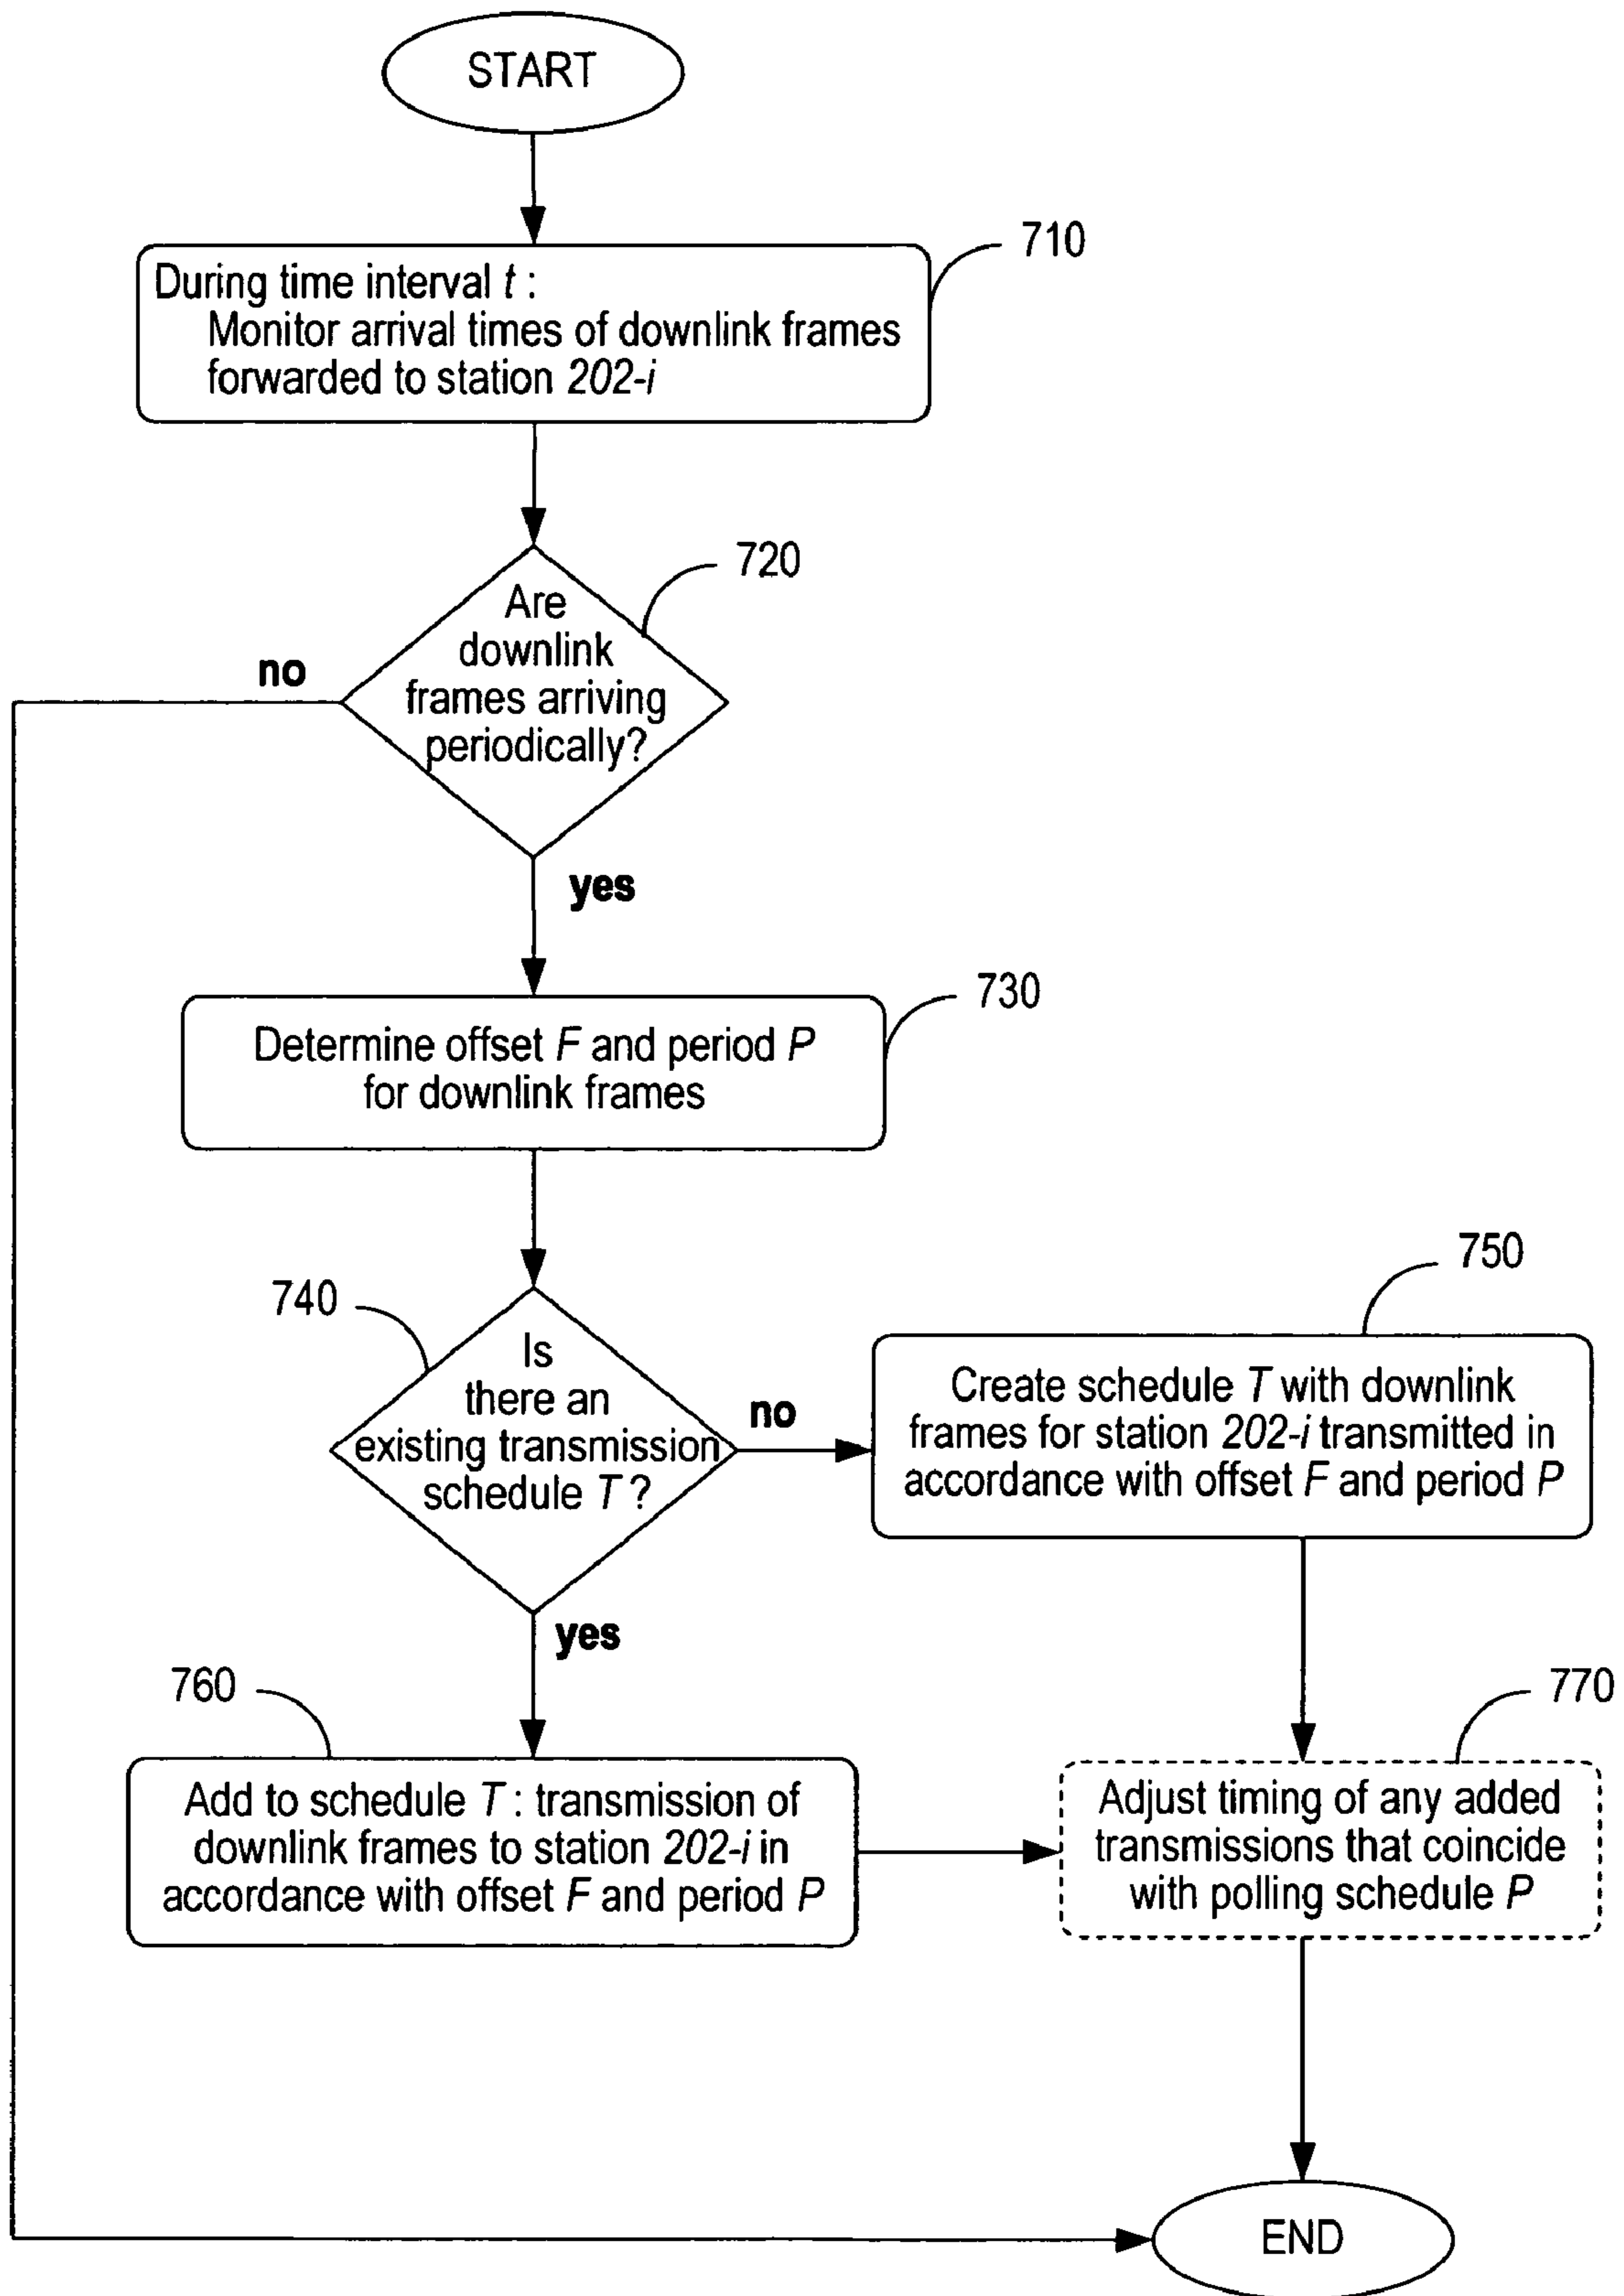 START
710
During time interval t :
Monitor arrival times of downlink frames
forwarded to station 202-i
720
Are
downlink
frames arriving
periodically?
no
yes
730
Determine offset F and period P
for downlink frames
740
Is
there an
existing transmission
schedule T ?
no
yes
750
Create schedule T with downlink
frames for station 202-i transmitted in
accordance with offset F and period P
760
Add to schedule T : transmission of
downlink frames to station 202-i in
accordance with offset F and period P
770
Adjust timing of any added
transmissions that coincide
with polling schedule P
END